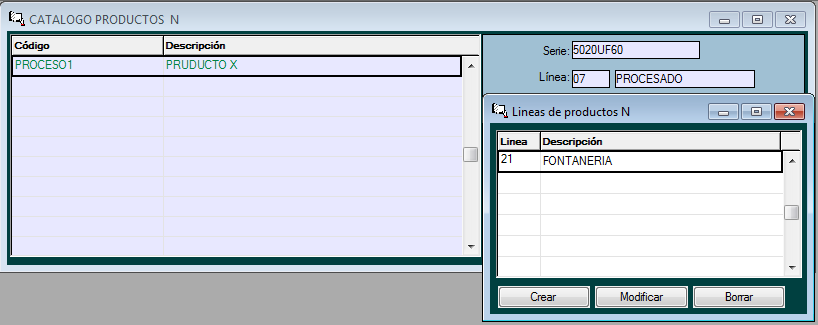 CATALOGO PRODUCTOS N
Código Descripción
PROCESO1 PRUDUCTO X
Serie: 5020UF60
Línea: 07 PROCESADO
Lineas de productos N
Linea Descripción
21 FONTANERIA
Crear Modificar Borrar